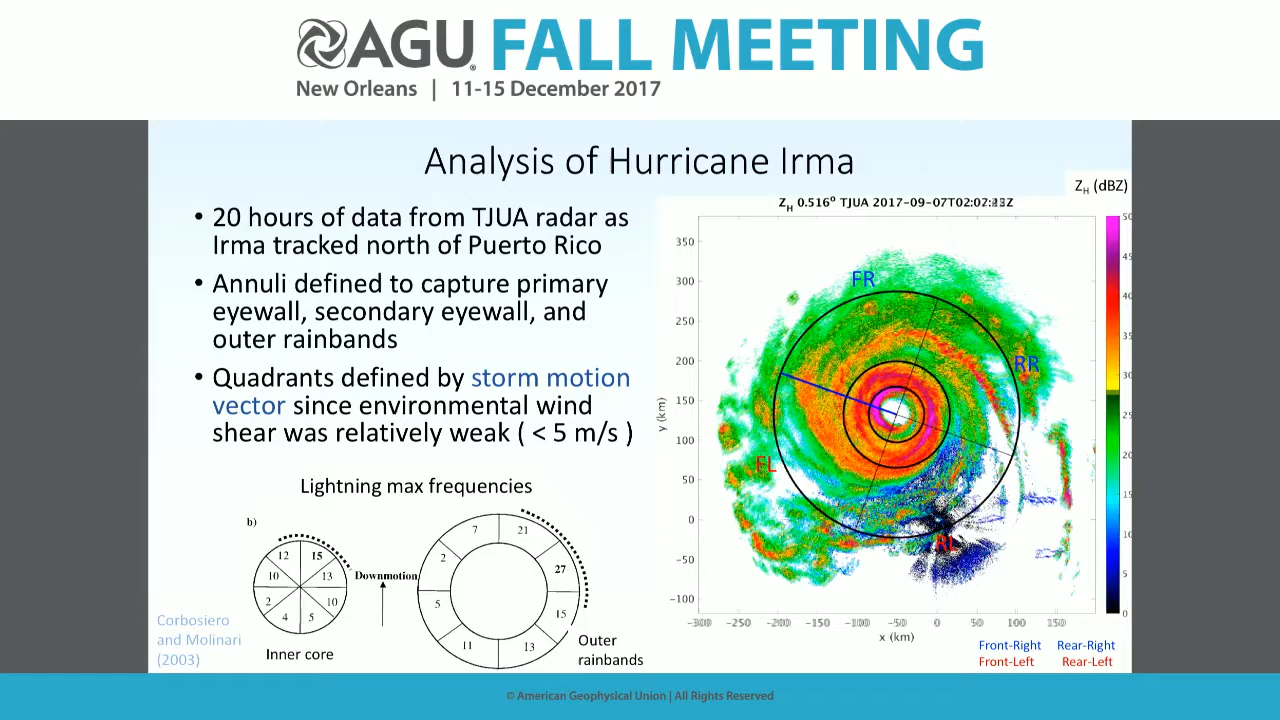 AGU FALL MEETING
New Orleans | 11-15 December 2017
Analysis of Hurricane Irma
• 20 hours of data from TJUA radar as
Irma tracked north of Puerto Rico
• Annuli defined to capture primary
eyewall, secondary eyewall, and
outer rainbands
• Quadrants defined by storm motion
vector since environmental wind
shear was relatively weak ( < 5 m/s )
Lightning max frequencies
b)
12
15
10
13
2
10
4
5
Downmotion
7
21
2
27
5
15
11
13
Corbosiero
and Molinari
(2003)
Inner core
Outer
rainbands
Z_H (dBZ)
Z_H 0.516° TJUA 2017-09-07T02:02:
350
300
250
200
150
100
50
0
−50
−100
y (km)
−300 −250 −200 −150 −100 −50 0 50 100 150
x (km)
FR
RR
FL
RL
50
45
40
35
30
25
20
15
10
5
0
Front-Right Rear-Right
Front-Left Rear-Left
© American Geophysical Union | All Rights Reserved